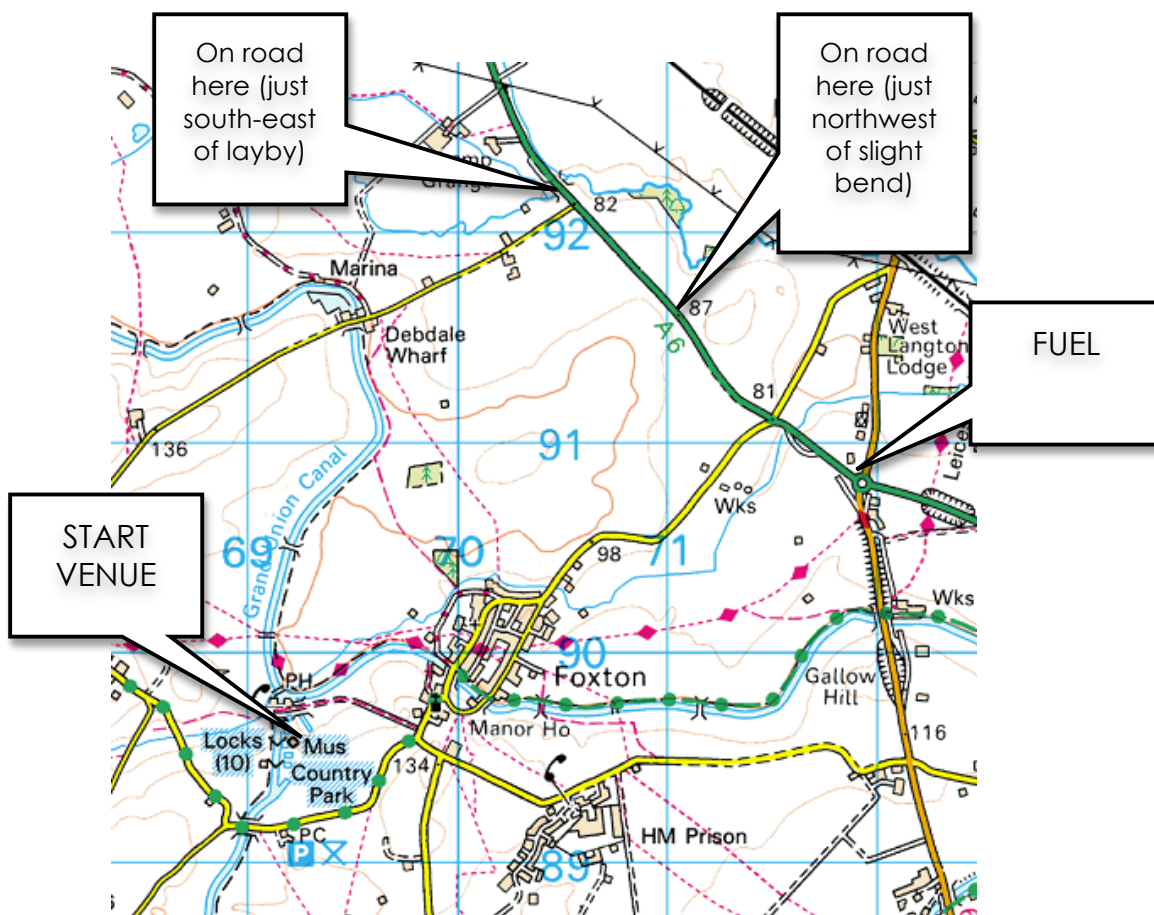 On road
here (just
south-east
of layby)
On road
here (just
northwest
of slight
bend)
82
92
Marina
87
FUEL
Debdale
Wharf
A6
West
Langton
Lodge
81
136
91
Grand Union Canal
Wks
START
VENUE
69
70
98
71
Wks
90
PH
Foxton
Gallow
Hill
Manor Ho
116
Locks
(10)
Mus
Country
Park
134
PC
P
HM Prison
89